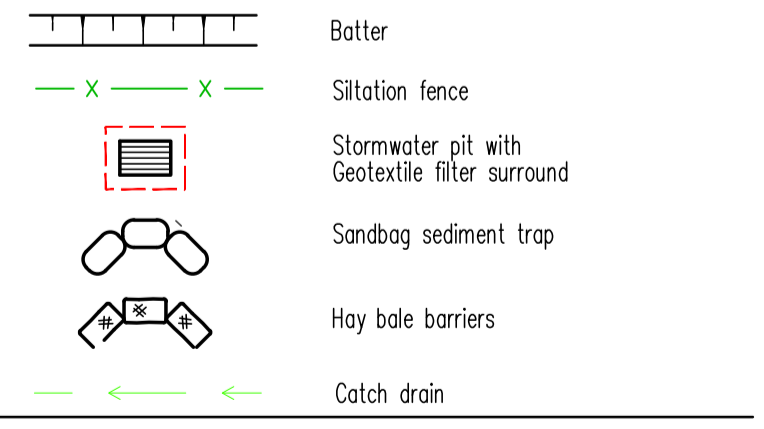 Batter
X X
Siltation fence
Stormwater pit with
Geotextile filter surround
Sandbag sediment trap
Hay bale barriers
Catch drain